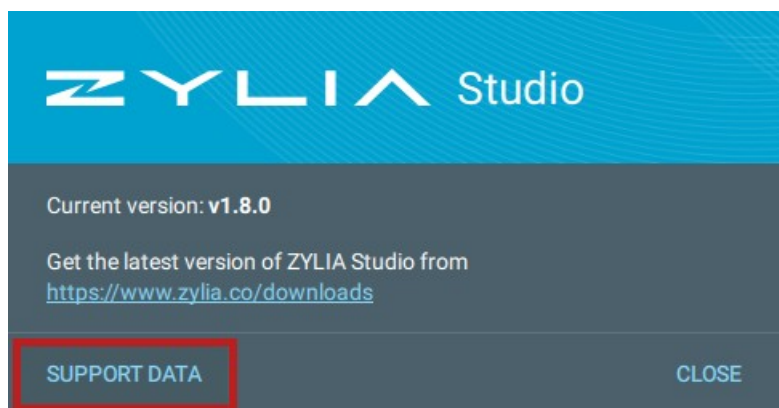 ZYLIA Studio
Current version: v1.8.0
Get the latest version of ZYLIA Studio from
https://www.zylia.co/downloads
SUPPORT DATA CLOSE